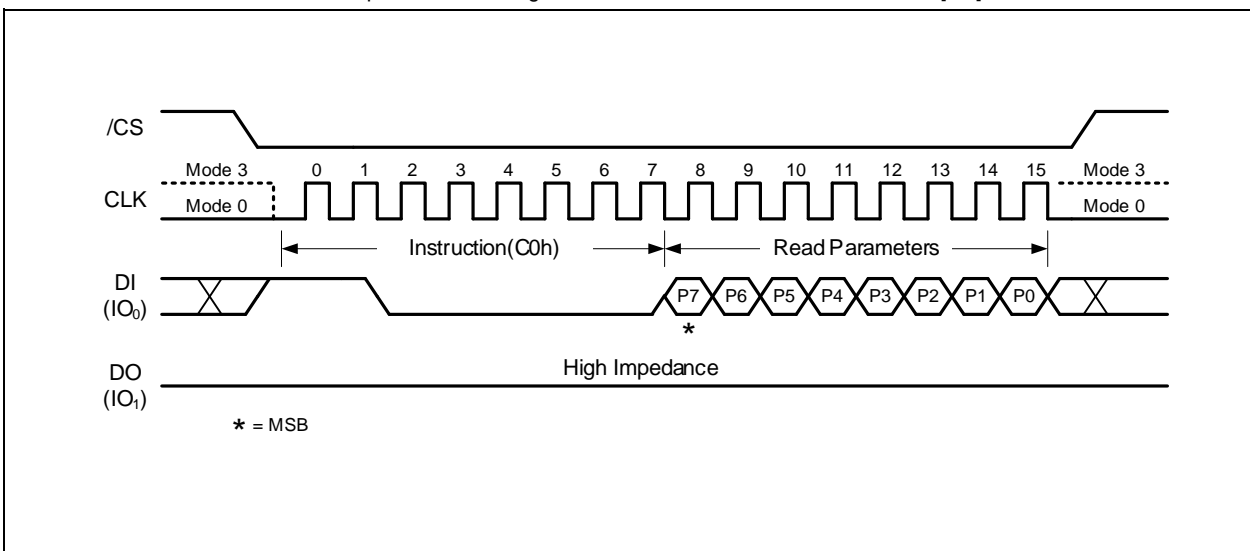 /CS
Mode 3 0 1 2 3 4 5 6 7 8 9 10 11 12 13 14 15 Mode 3
CLK
Mode 0 Mode 0
Instruction(C0h) Read Parameters
DI
(IO₀)
P7 P6 P5 P4 P3 P2 P1 P0
*
High Impedance
DO
(IO₁)
* = MSB